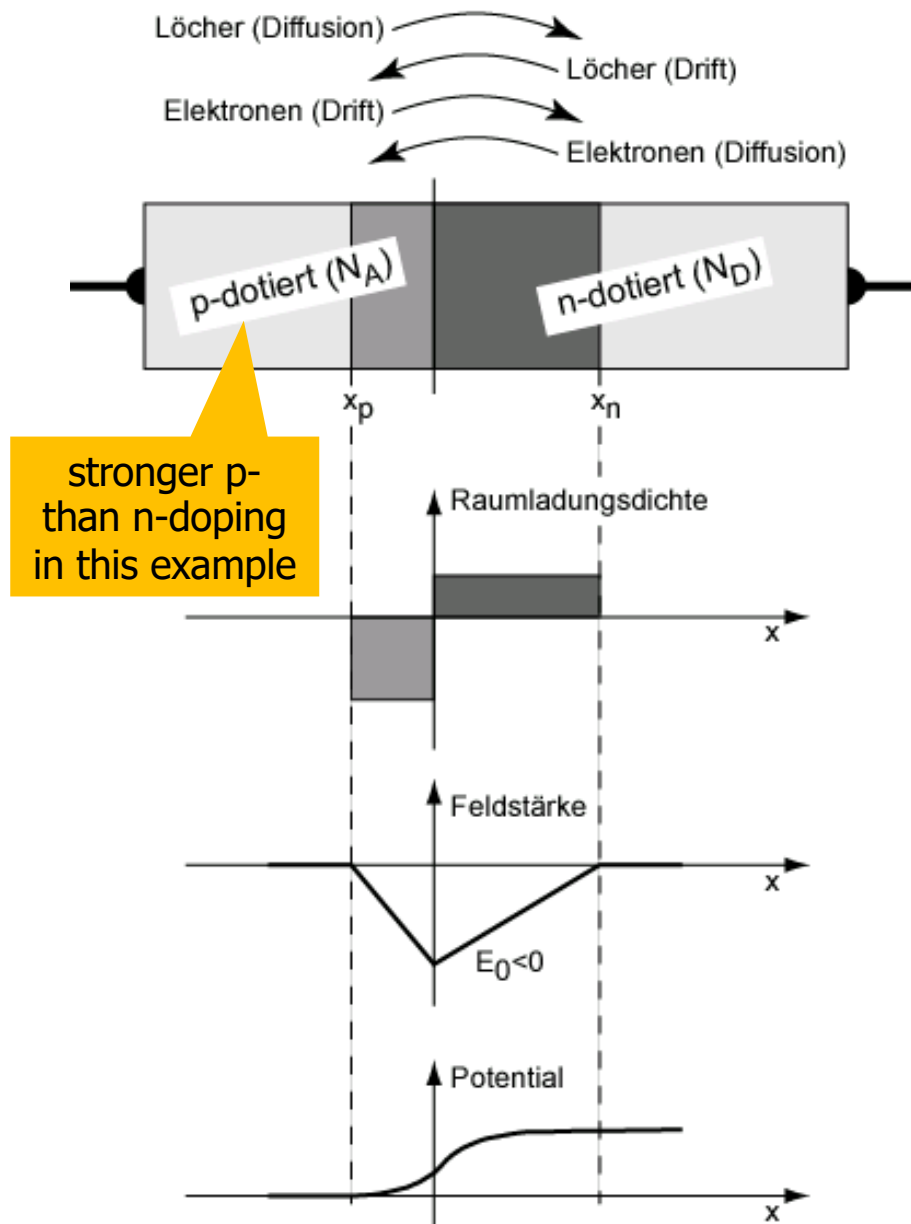 Löcher (Diffusion)
Löcher (Drift)
Elektronen (Drift)
Elektronen (Diffusion)
p-dotiert (N_A)
n-dotiert (N_D)
x_p
x_n
stronger p-
than n-doping
in this example
Raumladungsdichte
x
Feldstärke
x
E_0<0
Potential
x